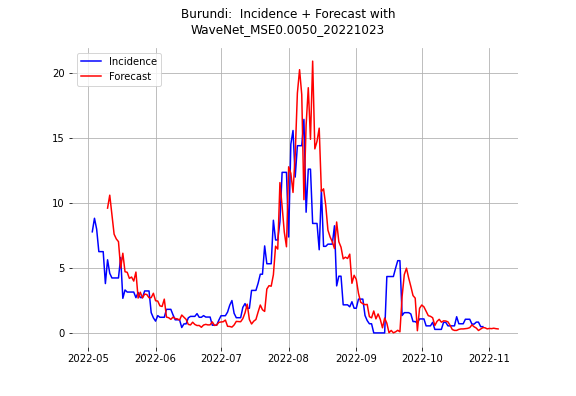 Burundi:  Incidence + Forecast with
WaveNet_MSE0.0050_20221023
Incidence
Forecast
20
15
10
5
0
2022-05 2022-06 2022-07 2022-08 2022-09 2022-10 2022-11